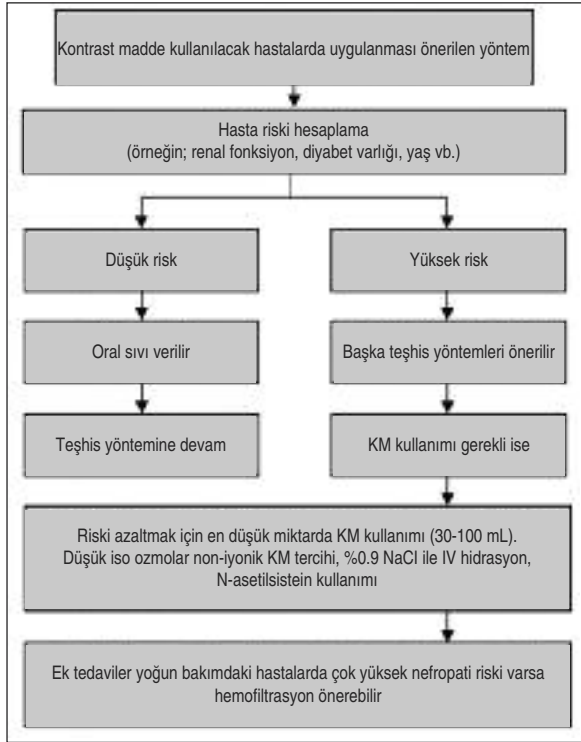 Kontrast madde kullanılacak hastalarda uygulanması önerilen yöntem
Hasta riski hesaplama
(örneğin; renal fonksiyon, diyabet varlığı, yaş vb.)
Düşük risk
Yüksek risk
Oral sıvı verilir
Başka teşhis yöntemleri önerilir
Teşhis yöntemine devam
KM kullanımı gerekli ise
Riski azaltmak için en düşük miktarda KM kullanımı (30-100 mL).
Düşük iso ozmolar non-iyonik KM tercihi, %0.9 NaCl ile IV hidrasyon,
N-asetilsistein kullanımı
Ek tedaviler yoğun bakımdaki hastalarda çok yüksek nefropati riski varsa
hemofiltrasyon önerebilir